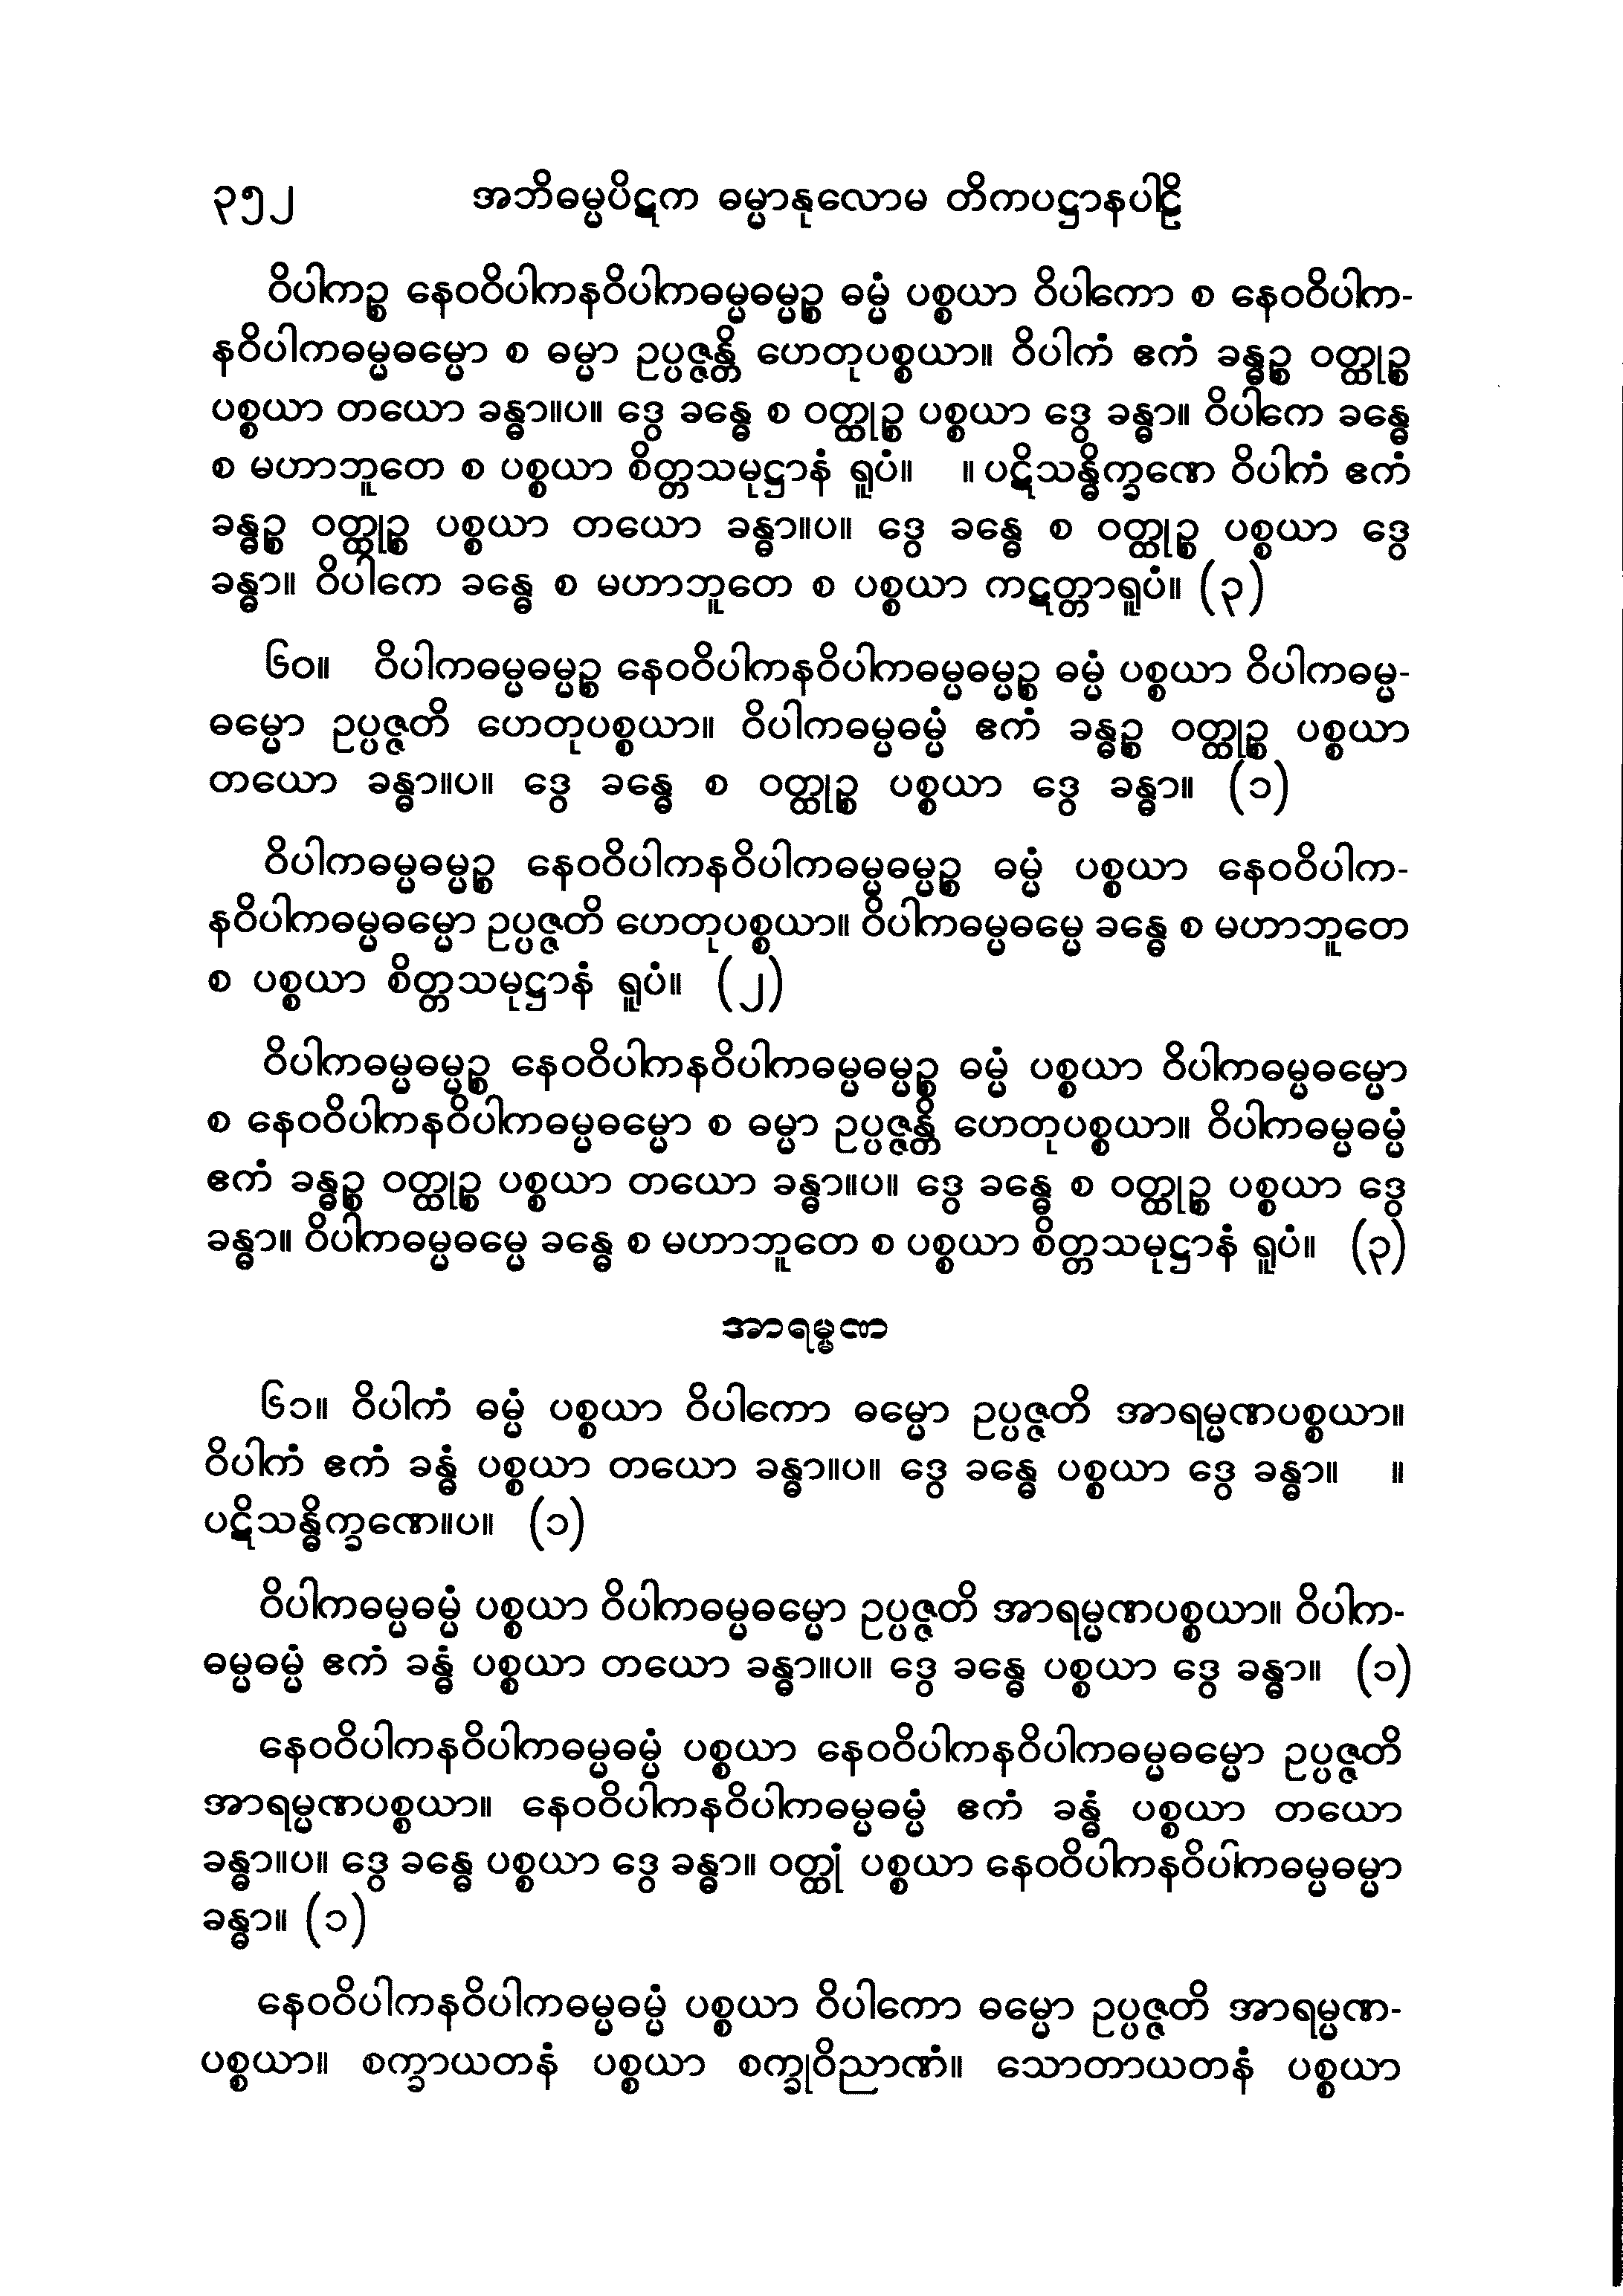 ၃၅၂ အဘိဓမ္မပိဋက ဓမ္မာနုလောမ တိကပဋ္ဌာနပါဠိ
ဝိပါကဉ္စ နေဝဝိပါကနဝိပါကဓမ္မဓမ္မဉ္စ ဓမ္မံ ပစ္စယာ ဝိပါကော စ နေဝဝိပါက-
နဝိပါကဓမ္မဓမ္မော စ ဓမ္မာ ဥပ္ပဇ္ဇန္တိ ဟေတုပစ္စယာ။ ဝိပါကံ ဧကံ ခန္ဓဉ္စ ဝတ္ထုဉ္စ
ပစ္စယာ တယော ခန္ဓာ။ပ။ ဒွေ ခန္ဓေ စ ဝတ္ထုဉ္စ ပစ္စယာ ဒွေ ခန္ဓာ။ ဝိပါကေ ခန္ဓေ
စ မဟာဘူတေ စ ပစ္စယာ စိတ္တသမုဋ္ဌာနံ ရူပံ။ ။ ပဋိသန္ဓိက္ခဏေ ဝိပါကံ ဧကံ
ခန္ဓဉ္စ ဝတ္ထုဉ္စ ပစ္စယာ တယော ခန္ဓာ။ပ။ ဒွေ ခန္ဓေ စ ဝတ္ထုဉ္စ ပစ္စယာ ဒွေ
ခန္ဓာ။ ဝိပါကေ ခန္ဓေ စ မဟာဘူတေ စ ပစ္စယာ ကဋတ္တာရူပံ။ (၃)
၆၀။ ဝိပါကဓမ္မဓမ္မဉ္စ နေဝဝိပါကနဝိပါကဓမ္မဓမ္မဉ္စ ဓမ္မံ ပစ္စယာ ဝိပါကဓမ္မ-
ဓမ္မော ဥပ္ပဇ္ဇတိ ဟေတုပစ္စယာ။ ဝိပါကဓမ္မဓမ္မံ ဧကံ ခန္ဓဉ္စ ဝတ္ထုဉ္စ ပစ္စယာ
တယော ခန္ဓာ။ပ။ ဒွေ ခန္ဓေ စ ဝတ္ထုဉ္စ ပစ္စယာ ဒွေ ခန္ဓာ။ (၁)
ဝိပါကဓမ္မဓမ္မဉ္စ နေဝဝိပါကနဝိပါကဓမ္မဓမ္မဉ္စ ဓမ္မံ ပစ္စယာ နေဝဝိပါက-
နဝိပါကဓမ္မဓမ္မော ဥပ္ပဇ္ဇတိ ဟေတုပစ္စယာ။ ဝိပါကဓမ္မဓမ္မေ ခန္ဓေ စ မဟာဘူတေ
စ ပစ္စယာ စိတ္တသမုဋ္ဌာနံ ရူပံ။ (၂)
ဝိပါကဓမ္မဓမ္မဉ္စ နေဝဝိပါကနဝိပါကဓမ္မဓမ္မဉ္စ ဓမ္မံ ပစ္စယာ ဝိပါကဓမ္မဓမ္မော
စ နေဝဝိပါကနဝိပါကဓမ္မဓမ္မော စ ဓမ္မာ ဥပ္ပဇ္ဇန္တိ ဟေတုပစ္စယာ။ ဝိပါကဓမ္မဓမ္မံ
ဧကံ ခန္ဓဉ္စ ဝတ္ထုဉ္စ ပစ္စယာ တယော ခန္ဓာ။ပ။ ဒွေ ခန္ဓေ စ ဝတ္ထုဉ္စ ပစ္စယာ ဒွေ
ခန္ဓာ။ ဝိပါကဓမ္မဓမ္မေ ခန္ဓေ စ မဟာဘူတေ စ ပစ္စယာ စိတ္တသမုဋ္ဌာနံ ရူပံ။ (၃)
အာရမ္မဏ
၆၁။ ဝိပါကံ ဓမ္မံ ပစ္စယာ ဝိပါကော ဓမ္မော ဥပ္ပဇ္ဇတိ အာရမ္မဏပစ္စယာ။
ဝိပါကံ ဧကံ ခန္ဓံ ပစ္စယာ တယော ခန္ဓာ။ပ။ ဒွေ ခန္ဓေ ပစ္စယာ ဒွေ ခန္ဓာ။ ။
ပဋိသန္ဓိက္ခဏေ။ပ။ (၁)
ဝိပါကဓမ္မဓမ္မံ ပစ္စယာ ဝိပါကဓမ္မဓမ္မော ဥပ္ပဇ္ဇတိ အာရမ္မဏပစ္စယာ။ ဝိပါက-
ဓမ္မဓမ္မံ ဧကံ ခန္ဓံ ပစ္စယာ တယော ခန္ဓာ။ပ။ ဒွေ ခန္ဓေ ပစ္စယာ ဒွေ ခန္ဓာ။ (၁)
နေဝဝိပါကနဝိပါကဓမ္မဓမ္မံ ပစ္စယာ နေဝဝိပါကနဝိပါကဓမ္မဓမ္မော ဥပ္ပဇ္ဇတိ
အာရမ္မဏပစ္စယာ။ နေဝဝိပါကနဝိပါကဓမ္မဓမ္မံ ဧကံ ခန္ဓံ ပစ္စယာ တယော
ခန္ဓာ။ပ။ ဒွေ ခန္ဓေ ပစ္စယာ ဒွေ ခန္ဓာ။ ဝတ္ထုံ ပစ္စယာ နေဝဝိပါကနဝိပါကဓမ္မဓမ္မာ
ခန္ဓာ။ (၁)
နေဝဝိပါကနဝိပါကဓမ္မဓမ္မံ ပစ္စယာ ဝိပါကော ဓမ္မော ဥပ္ပဇ္ဇတိ အာရမ္မဏ-
ပစ္စယာ။ စက္ခာယတနံ ပစ္စယာ စက္ခုဝိညာဏံ။ သောတာယတနံ ပစ္စယာ